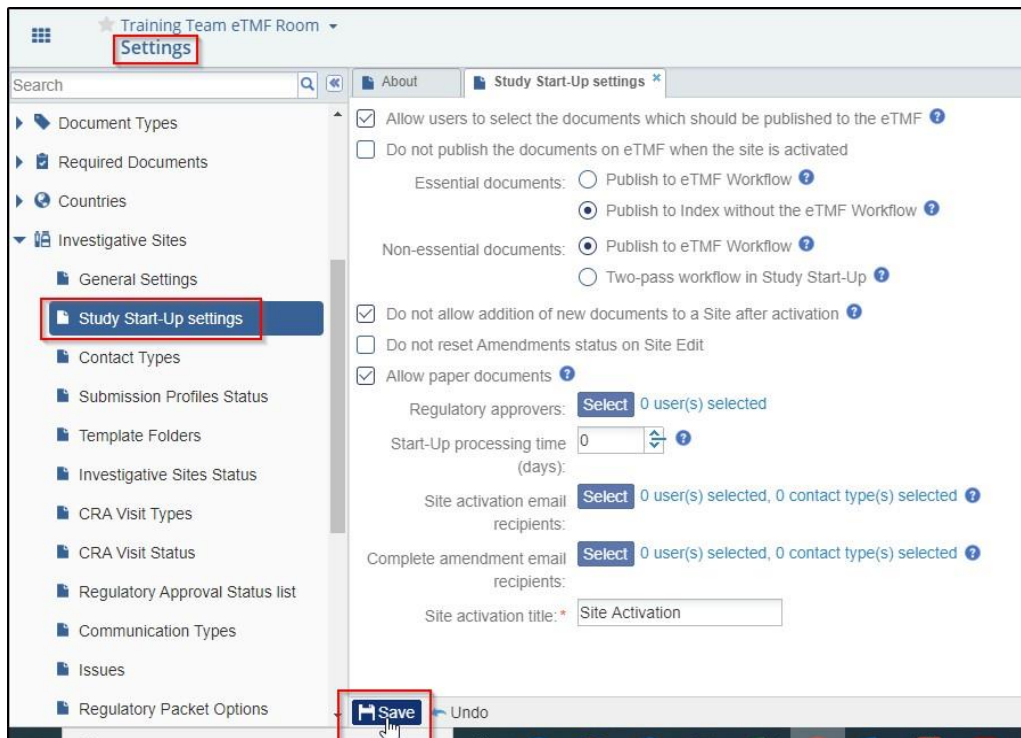 Training Team eTMF Room
Settings
Search
Document Types
Required Documents
Countries
Investigative Sites
General Settings
Study Start-Up settings
Contact Types
Submission Profiles Status
Template Folders
Investigative Sites Status
CRA Visit Types
CRA Visit Status
Regulatory Approval Status list
Communication Types
Issues
Regulatory Packet Options
About
Study Start-Up settings
Allow users to select the documents which should be published to the eTMF
Do not publish the documents on eTMF when the site is activated
Essential documents: Publish to eTMF Workflow
Publish to Index without the eTMF Workflow
Non-essential documents: Publish to eTMF Workflow
Two-pass workflow in Study Start-Up
Do not allow addition of new documents to a Site after activation
Do not reset Amendments status on Site Edit
Allow paper documents
Regulatory approvers: Select 0 user(s) selected
Start-Up processing time 0
(days):
Site activation email Select 0 user(s) selected, 0 contact type(s) selected
recipients:
Complete amendment email Select 0 user(s) selected, 0 contact type(s) selected
recipients:
Site activation title:* Site Activation
Save Undo